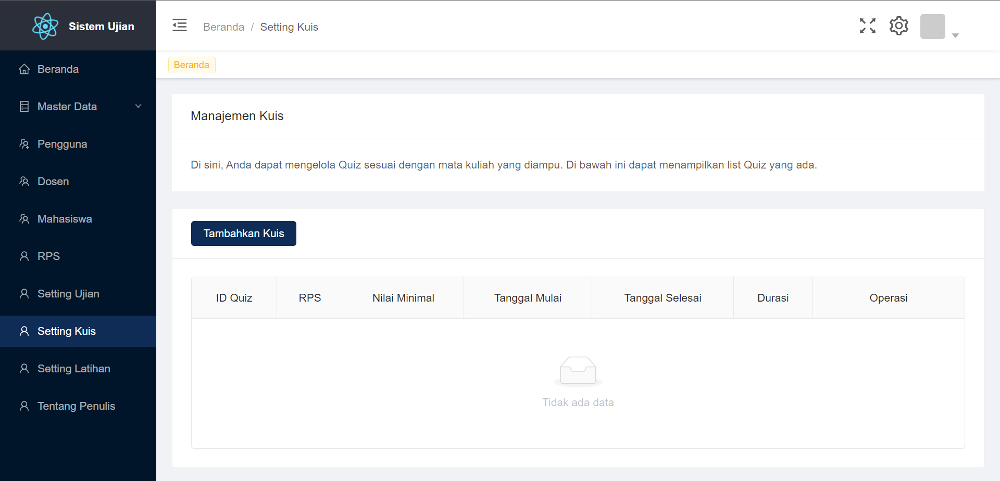 Sistem Ujian
Beranda / Setting Kuis
Beranda
Beranda
Master Data
Pengguna
Dosen
Mahasiswa
RPS
Setting Ujian
Setting Kuis
Setting Latihan
Tentang Penulis
Manajemen Kuis
Di sini, Anda dapat mengelola Quiz sesuai dengan mata kuliah yang diampu. Di bawah ini dapat menampilkan list Quiz yang ada.
Tambahkan Kuis
ID Quiz RPS Nilai Minimal Tanggal Mulai Tanggal Selesai Durasi Operasi
Tidak ada data